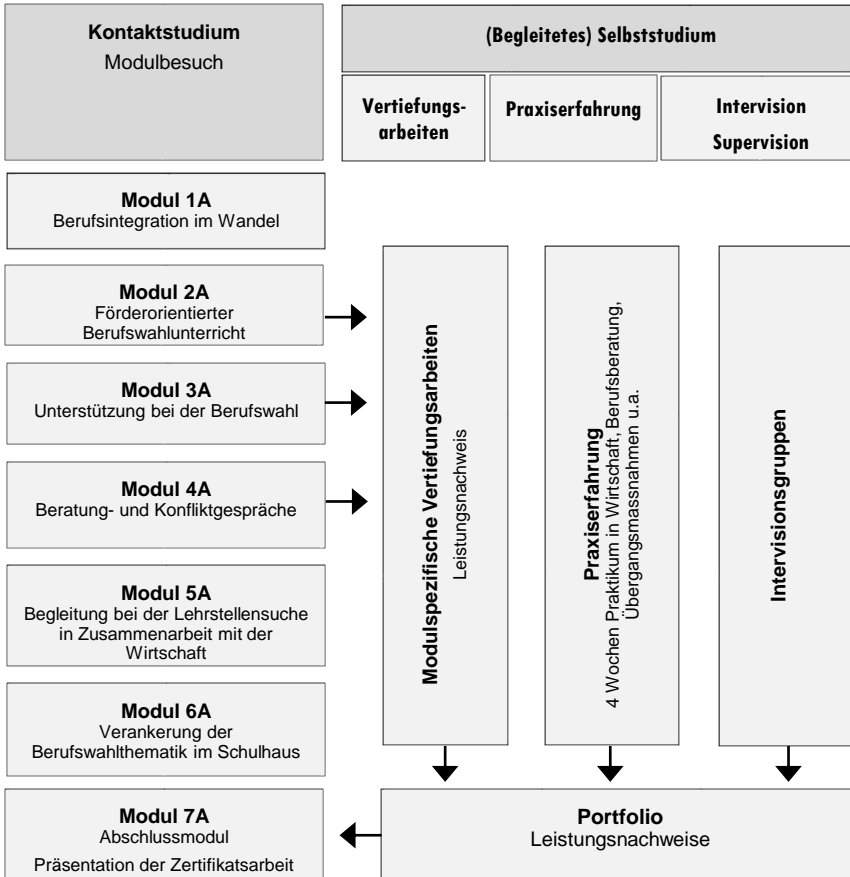 Kontaktstudium
Modulbesuch
(Begleitetes) Selbststudium
Vertiefungs-
arbeiten
Praxiserfahrung
Intervision
Supervision
Modul 1A
Berufsintegration im Wandel
Modul 2A
Förderorientierter
Berufswahlunterricht
Modul 3A
Unterstützung bei der Berufswahl
Modul 4A
Beratung- und Konfliktgespräche
Modul 5A
Begleitung bei der Lehrstellensuche
in Zusammenarbeit mit der
Wirtschaft
Modul 6A
Verankerung der
Berufswahlthematik im Schulhaus
Modulspezifische Vertiefungsarbeiten
Leistungsnachweis
Praxiserfahrung
4 Wochen Praktikum in Wirtschaft, Berufsberatung,
Übergangsmassnahmen u.a.
Intervisionsgruppen
Modul 7A
Abschlussmodul
Präsentation der Zertifikatsarbeit
Portfolio
Leistungsnachweise